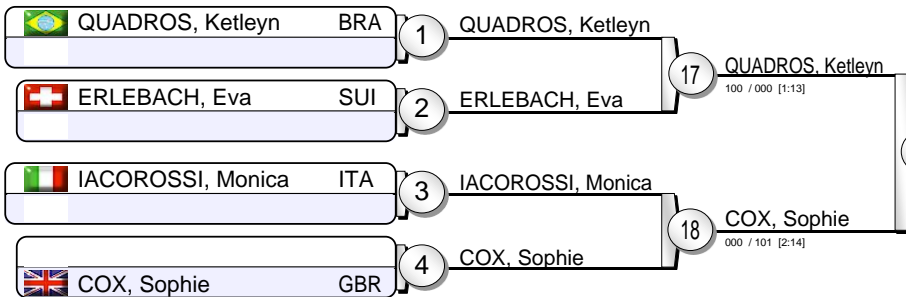 QUADROS, Ketleyn BRA
1
QUADROS, Ketleyn
17
QUADROS, Ketleyn
100 / 000 [1:13]
ERLEBACH, Eva SUI
2
ERLEBACH, Eva
IACOROSSI, Monica ITA
3
IACOROSSI, Monica
18
COX, Sophie
000 / 101 [2:14]
COX, Sophie GBR
4
COX, Sophie